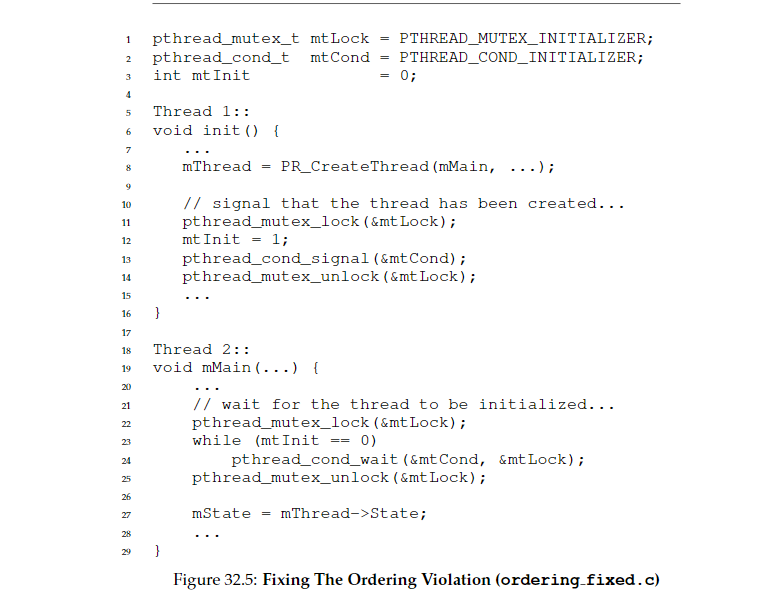 1 pthread_mutex_t mtLock = PTHREAD_MUTEX_INITIALIZER;
2 pthread_cond_t  mtCond = PTHREAD_COND_INITIALIZER;
3 int mtInit             = 0;
4
5 Thread 1::
6 void init() {
7    ...
8    mThread = PR_CreateThread(mMain, ...);
9
10    // signal that the thread has been created...
11    pthread_mutex_lock(&mtLock);
12    mtInit = 1;
13    pthread_cond_signal(&mtCond);
14    pthread_mutex_unlock(&mtLock);
15    ...
16 }
17
18 Thread 2::
19 void mMain(...) {
20     ...
21     // wait for the thread to be initialized...
22     pthread_mutex_lock(&mtLock);
23     while (mtInit == 0)
24         pthread_cond_wait(&mtCond, &mtLock);
25     pthread_mutex_unlock(&mtLock);
26
27     mState = mThread->State;
28     ...
29 }
Figure 32.5: Fixing The Ordering Violation (ordering_fixed.c)